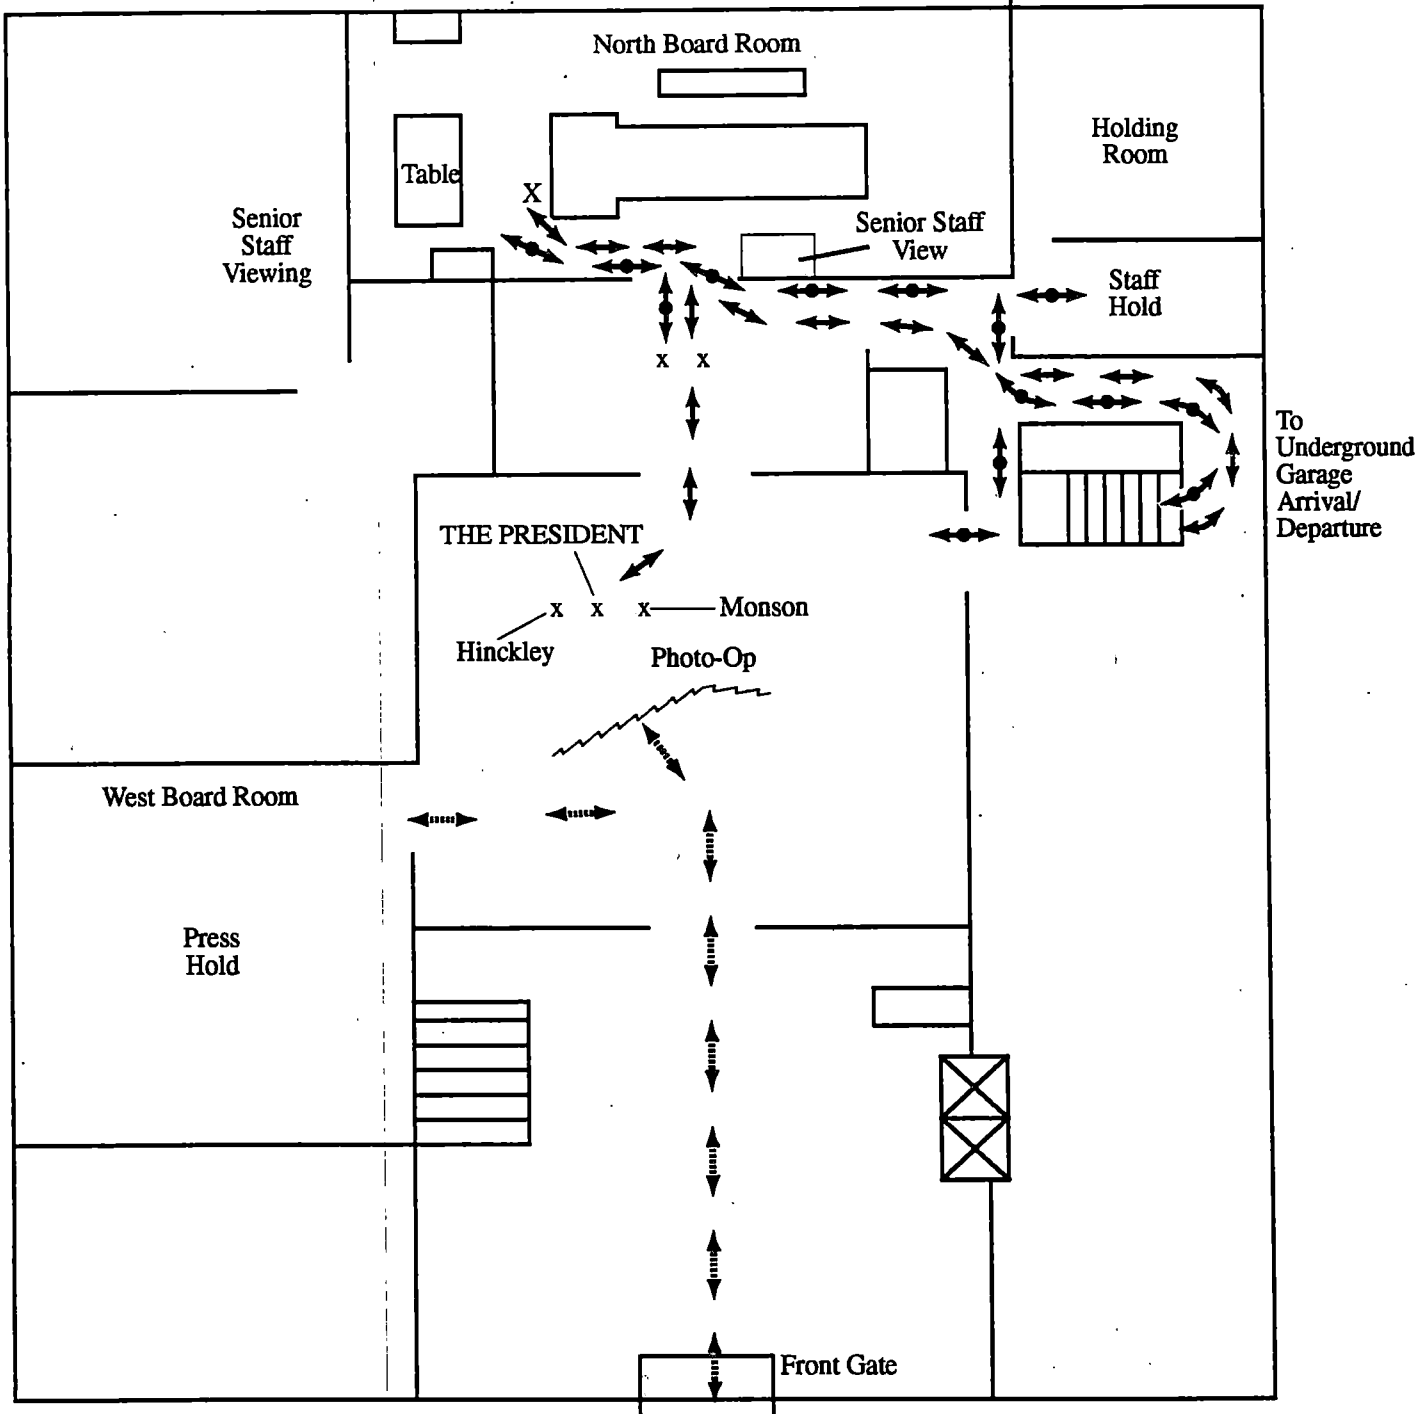 North Board Room
Holding
Room
Table
X
Senior
Staff
Viewing
Senior Staff
View
Staff
Hold
x x
To
Underground
Garage
Arrival/
Departure
THE PRESIDENT
x x x
Monson
Hinckley
Photo-Op
West Board Room
Press
Hold
Front Gate